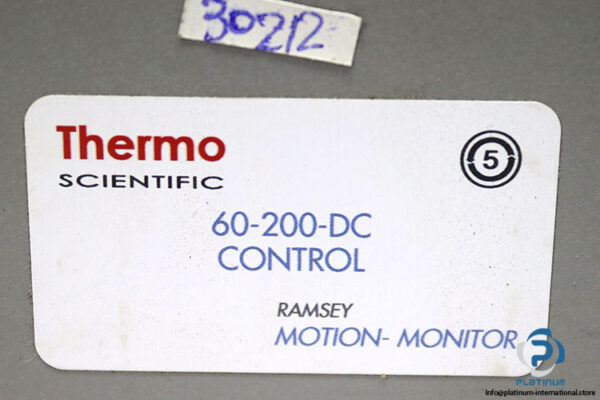 30212
Thermo
SCIENTIFIC
5
60-200-DC
CONTROL
RAMSEY
MOTION- MONITOR
PLATINUM
info@platinum-international.store